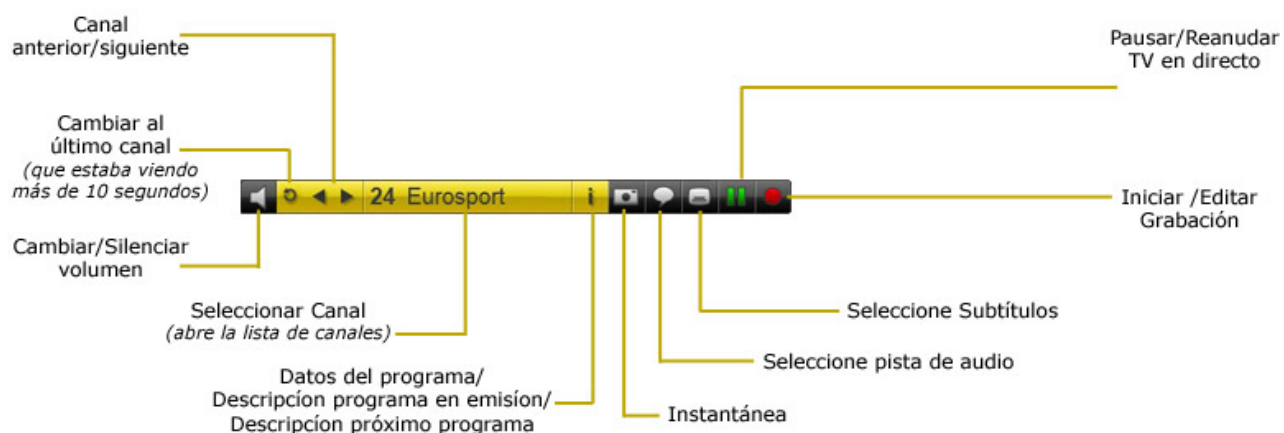 Canal
anterior/siguiente
Pausar/Reanudar
TV en directo
Cambiar al
último canal
(que estaba viendo
más de 10 segundos)
24 Eurosport
i
Iniciar /Editar
Grabación
Cambiar/Silenciar
volumen
Seleccionar Canal
(abre la lista de canales)
Seleccione Subtítulos
Seleccione pista de audio
Datos del programa/
Descripcíon programa en emisíon/
Descripcíon próximo programa
Instantánea